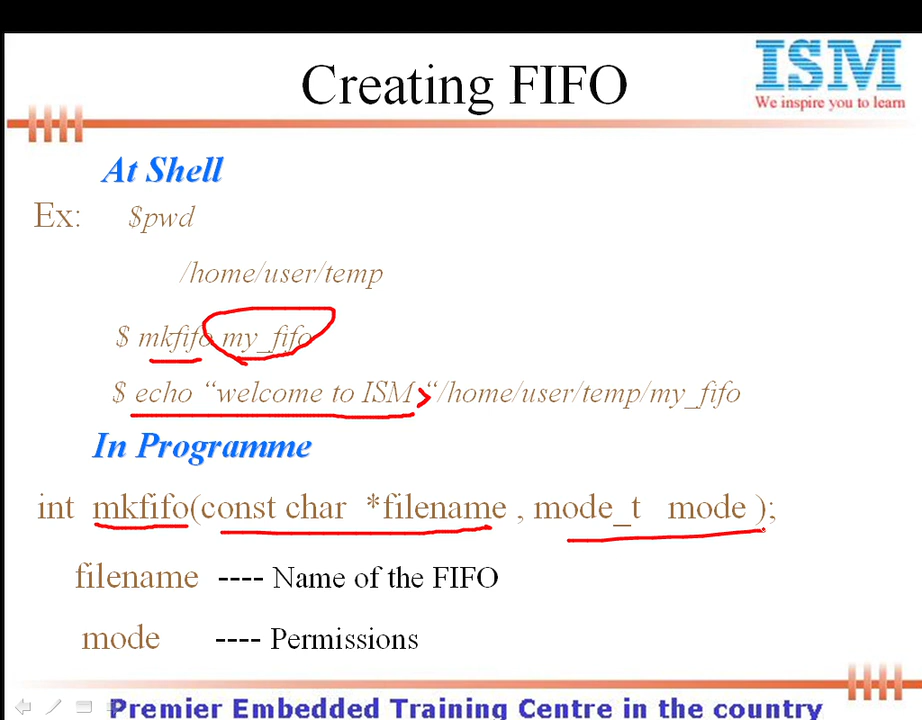 Creating FIFO
ISM
We inspire you to learn
At Shell
Ex: $pwd
/home/user/temp
$ mkfifo my_fifo
$ echo “welcome to ISM > “/home/user/temp/my_fifo
In Programme
int mkfifo(const char *filename , mode_t mode );
filename ---- Name of the FIFO
mode ---- Permissions
Premier Embedded Training Centre in the country